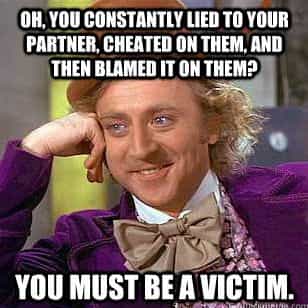 OH, YOU CONSTANTLY LIED TO YOUR
PARTNER, CHEATED ON THEM, AND
THEN BLAMED IT ON THEM?
YOU MUST BE A VICTIM.